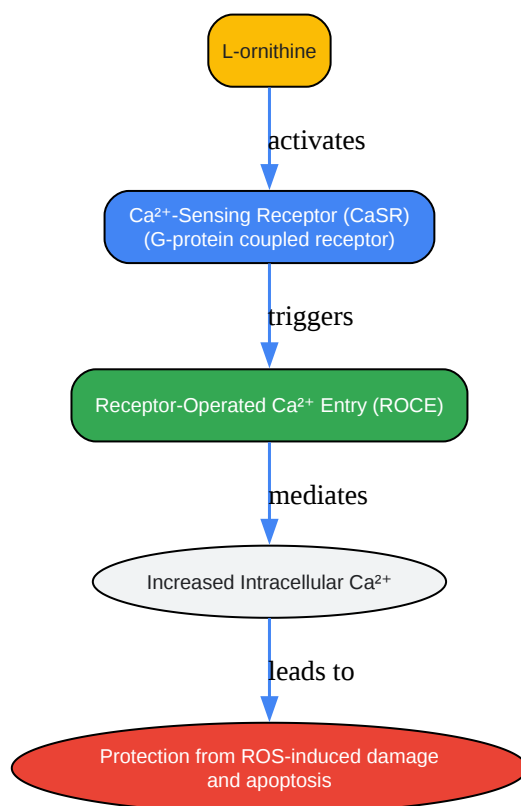 L-ornithine
activates
Ca²⁺-Sensing Receptor (CaSR)
(G-protein coupled receptor)
triggers
Receptor-Operated Ca²⁺ Entry (ROCE)
mediates
Increased Intracellular Ca²⁺
leads to
Protection from ROS-induced damage
and apoptosis